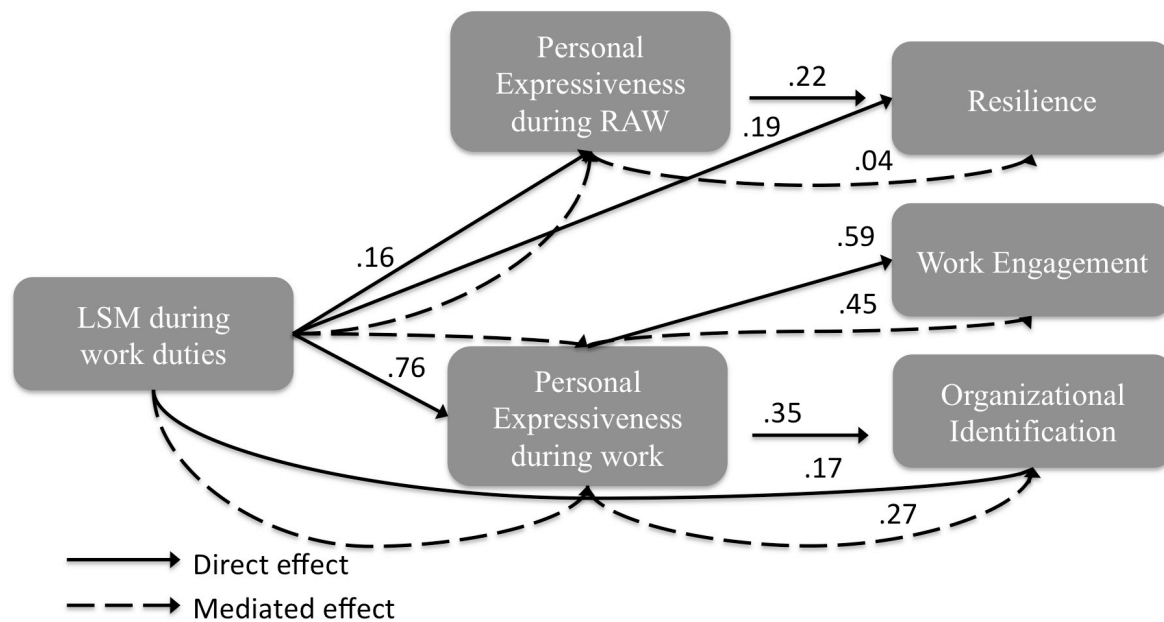 Personal
Expressiveness
during RAW
.22
Resilience
.19
.04
.16
.59
Work Engagement
.45
LSM during
work duties
.76
Personal
Expressiveness
during work
.35
Organizational
Identification
.17
.27
Direct effect
Mediated effect